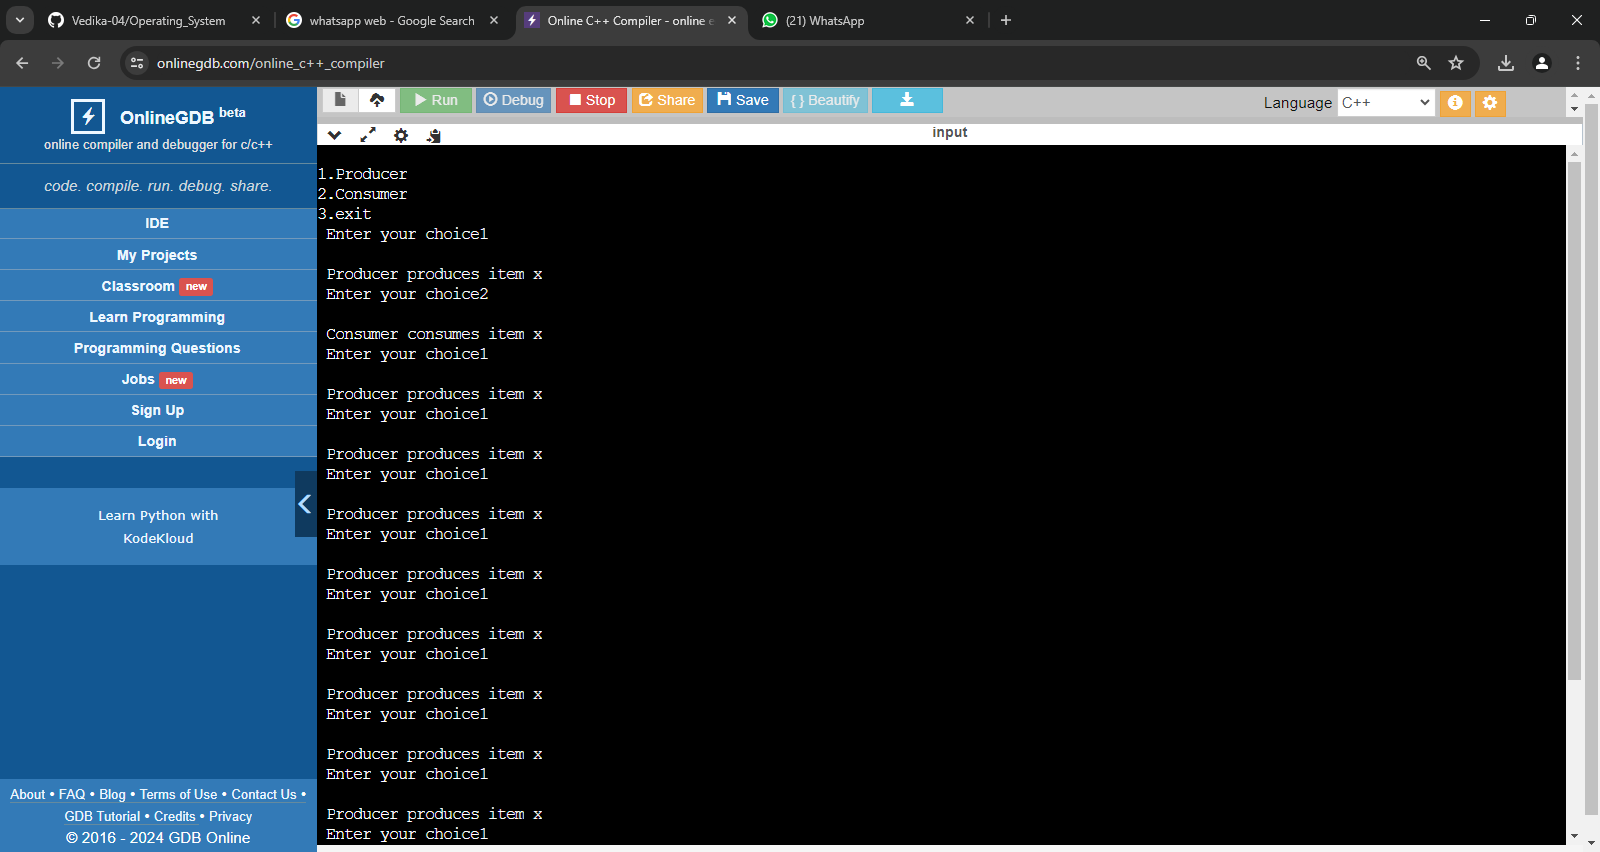 Vedika-04/Operating_System
whatsapp web - Google Search
Online C++ Compiler - online e
(21) WhatsApp
onlinegdb.com/online_c++_compiler
OnlineGDB beta
online compiler and debugger for c/c++
code. compile. run. debug. share.
IDE
My Projects
Classroom new
Learn Programming
Programming Questions
Jobs new
Sign Up
Login
Learn Python with
KodeKloud
About • FAQ • Blog • Terms of Use • Contact Us •
GDB Tutorial • Credits • Privacy
© 2016 - 2024 GDB Online
Run Debug Stop Share Save { } Beautify
Language C++
input
1.Producer
2.Consumer
3.exit
Enter your choice1
Producer produces item x
Enter your choice2
Consumer consumes item x
Enter your choice1
Producer produces item x
Enter your choice1
Producer produces item x
Enter your choice1
Producer produces item x
Enter your choice1
Producer produces item x
Enter your choice1
Producer produces item x
Enter your choice1
Producer produces item x
Enter your choice1
Producer produces item x
Enter your choice1
Producer produces item x
Enter your choice1